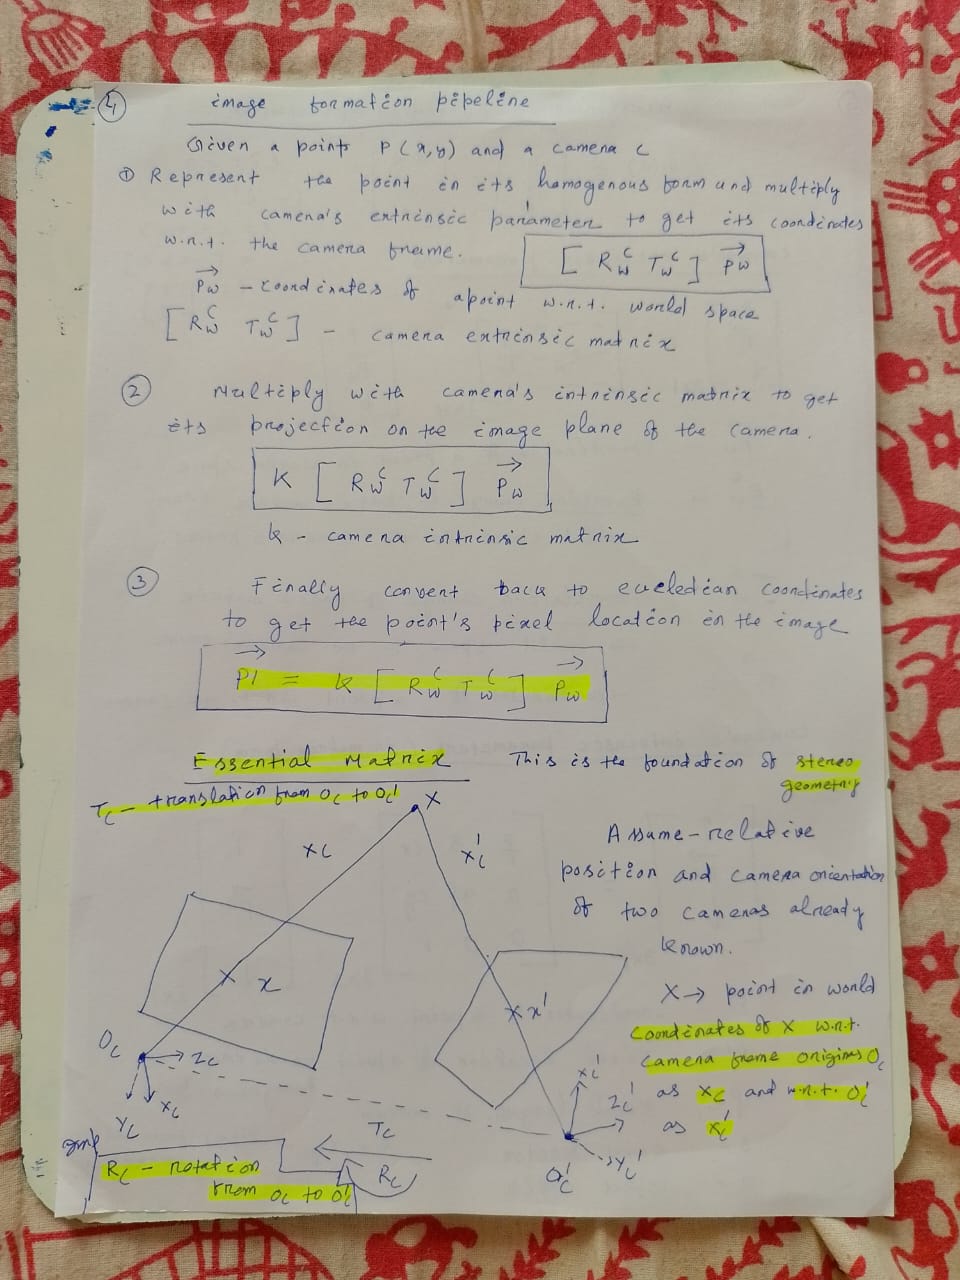 4 image formation pipeline
Given a point P(x,y) and a camera C
① Represent the point in its homogenous form and multiply
with camera's extrinsic parameter to get its coordinates
w.r.t. the camera frame. [ R_W^C T_W^C ] P_W
P_W - coordinates of a point w.r.t. world space
[ R_W^C T_W^C ] - camera extrinsic matrix
② Multiply with camera's intrinsic matrix to get
its projection on the image plane of the camera.
K [ R_W^C T_W^C ] P_W
k - camera intrinsic matrix
③ Finally convert back to eucledian coordinates
to get the point's pixel location in the image
P' = k [ R_W^C T_W^C ] P_W
Essential Matrix This is the foundation of stereo
geometry
T_C - translation from O_C to O_C'
X
x_C
x_C'
Assume - relative
position and camera orientation
of two cameras already
known.
X → point in world
coordinates of X w.r.t.
camera frame origins O_C
as x_C and w.r.t. O_C'
as x_C'
x
x'
O_C
Z_C
X_C
Y_C
X_C'
Z_C'
Y_C'
O_C'
T_C
R_C
imp
R_C - rotation
from O_C to O_C'